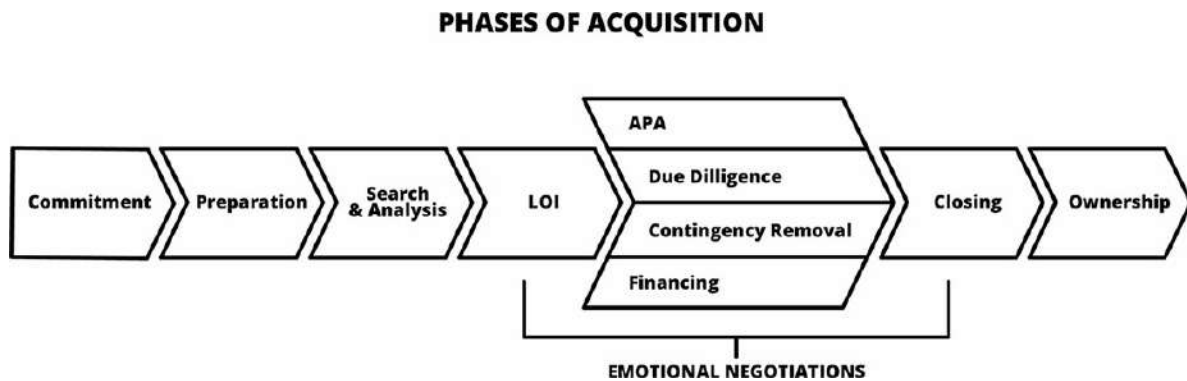 PHASES OF ACQUISITION
Commitment
Preparation
Search
& Analysis
LOI
APA
Due Dilligence
Contingency Removal
Financing
Closing
Ownership
EMOTIONAL NEGOTIATIONS